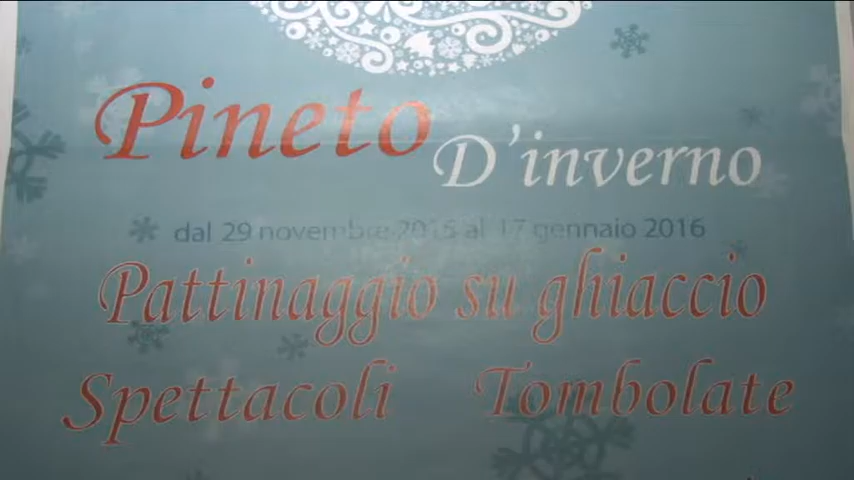 Pineto
D'inverno
dal 29 novembre 2015 al 17 gennaio 2016
Pattinaggio su ghiaccio
Spettacoli Tombolate